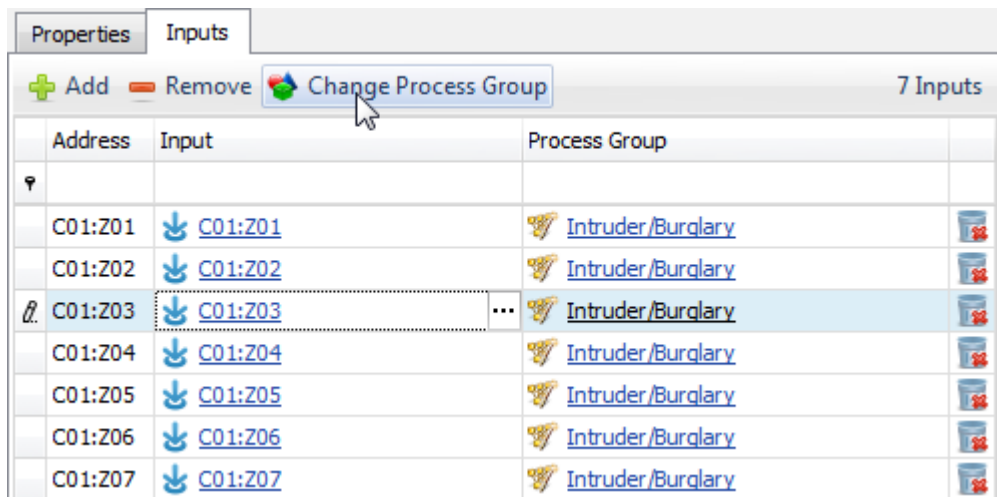 Properties Inputs
Add Remove Change Process Group 7 Inputs
Address Input Process Group
C01:Z01 C01:Z01 Intruder/Burglary
C01:Z02 C01:Z02 Intruder/Burglary
C01:Z03 C01:Z03 ... Intruder/Burglary
C01:Z04 C01:Z04 Intruder/Burglary
C01:Z05 C01:Z05 Intruder/Burglary
C01:Z06 C01:Z06 Intruder/Burglary
C01:Z07 C01:Z07 Intruder/Burglary